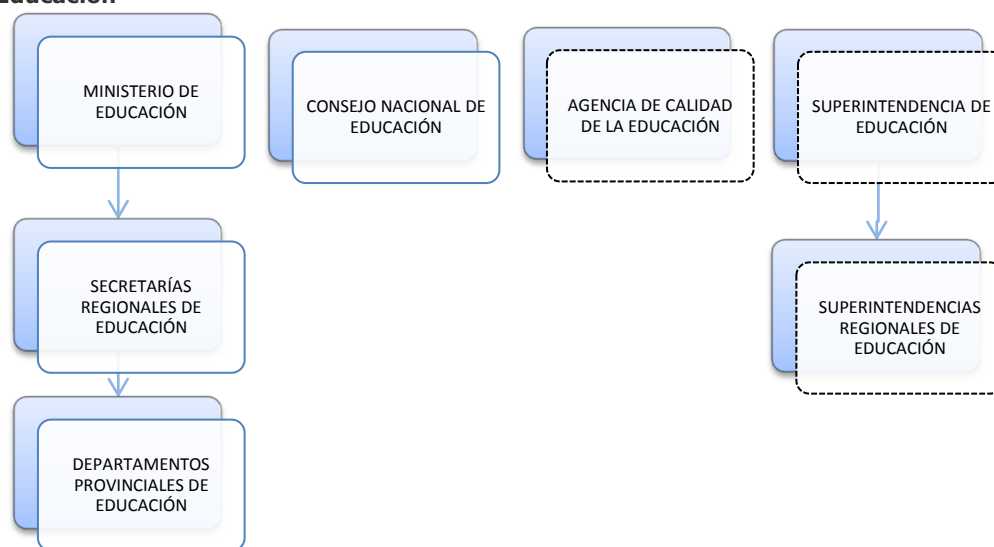 Educación
MINISTERIO DE
EDUCACIÓN
CONSEJO NACIONAL DE
EDUCACIÓN
AGENCIA DE CALIDAD
DE LA EDUCACIÓN
SUPERINTENDENCIA DE
EDUCACIÓN
SECRETARÍAS
REGIONALES DE
EDUCACIÓN
SUPERINTENDENCIAS
REGIONALES DE
EDUCACIÓN
DEPARTAMENTOS
PROVINCIALES DE
EDUCACIÓN